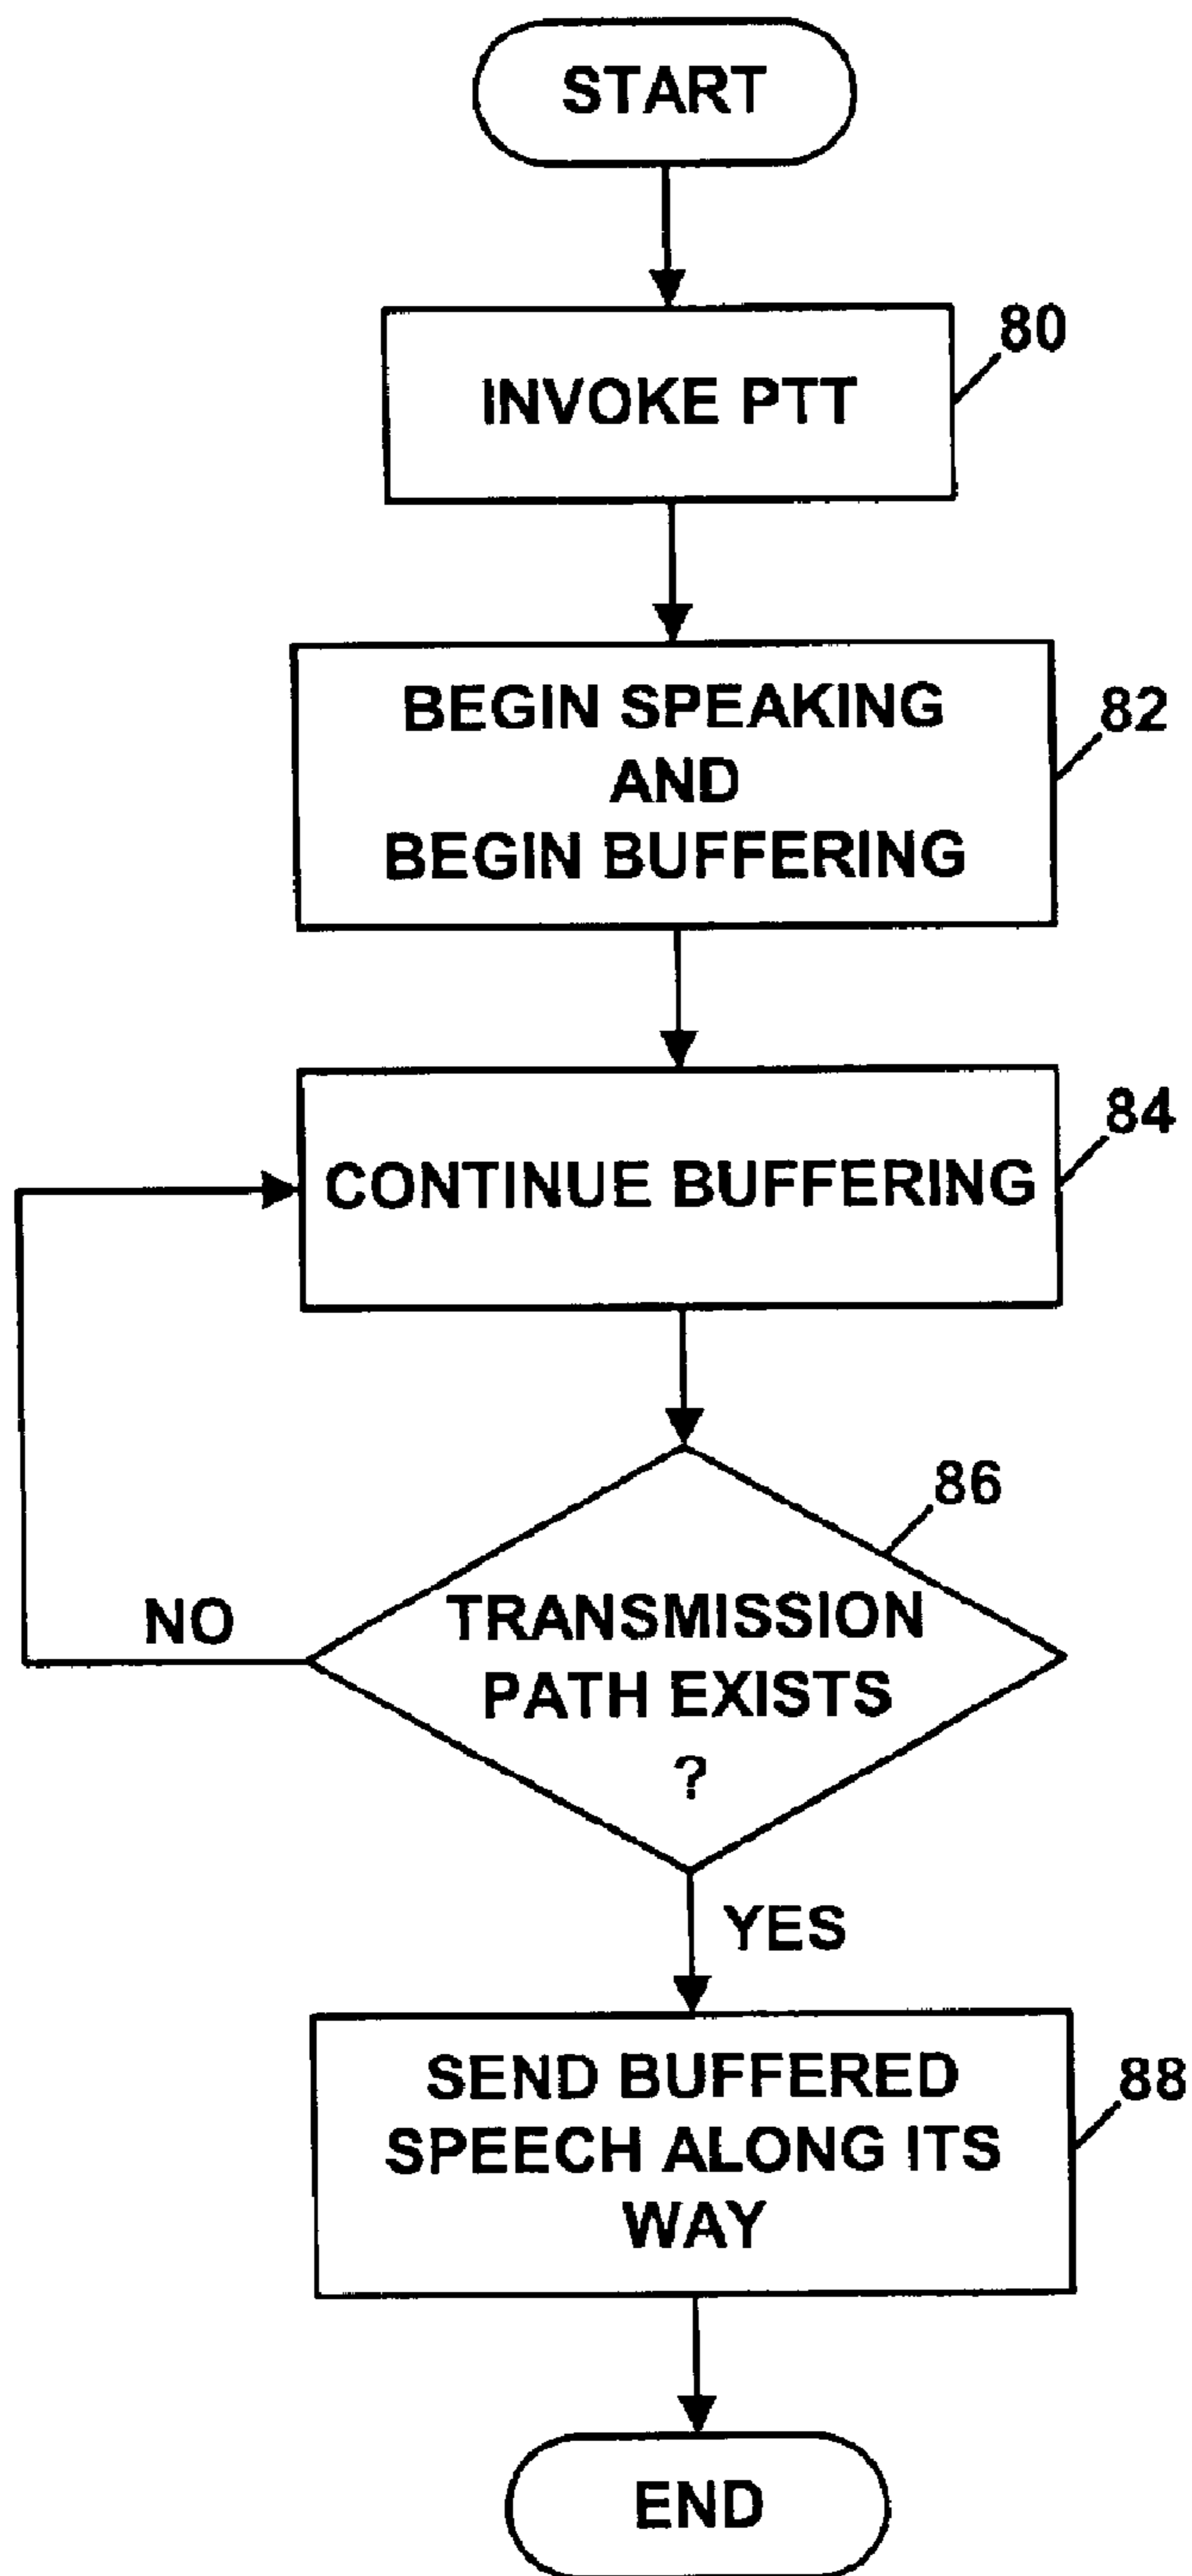 START
80
INVOKE PTT
82
BEGIN SPEAKING
AND
BEGIN BUFFERING
84
CONTINUE BUFFERING
86
TRANSMISSION
PATH EXISTS
?
NO
YES
88
SEND BUFFERED
SPEECH ALONG ITS
WAY
END